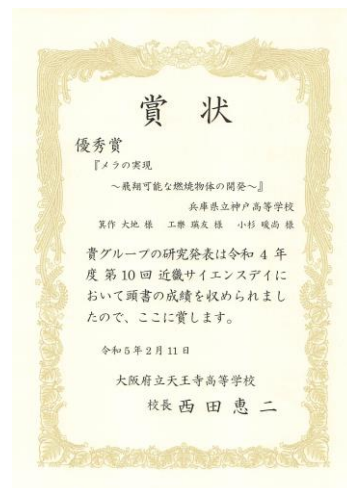 賞状
優秀賞
『メラの実現
～飛翔可能な燃焼物体の開発～』
兵庫県立神戸高等学校
箕作 大地 様 工樂 瑞友 様 小杉 暖尚 様
貴グループの研究発表は令和 4 年
度 第 10 回 近畿サイエンスデイに
おいて頭書の成績を収められまし
たので、ここに賞します。
令和 5 年 2 月 11 日
大阪府立天王寺高等学校
校長 西田恵二